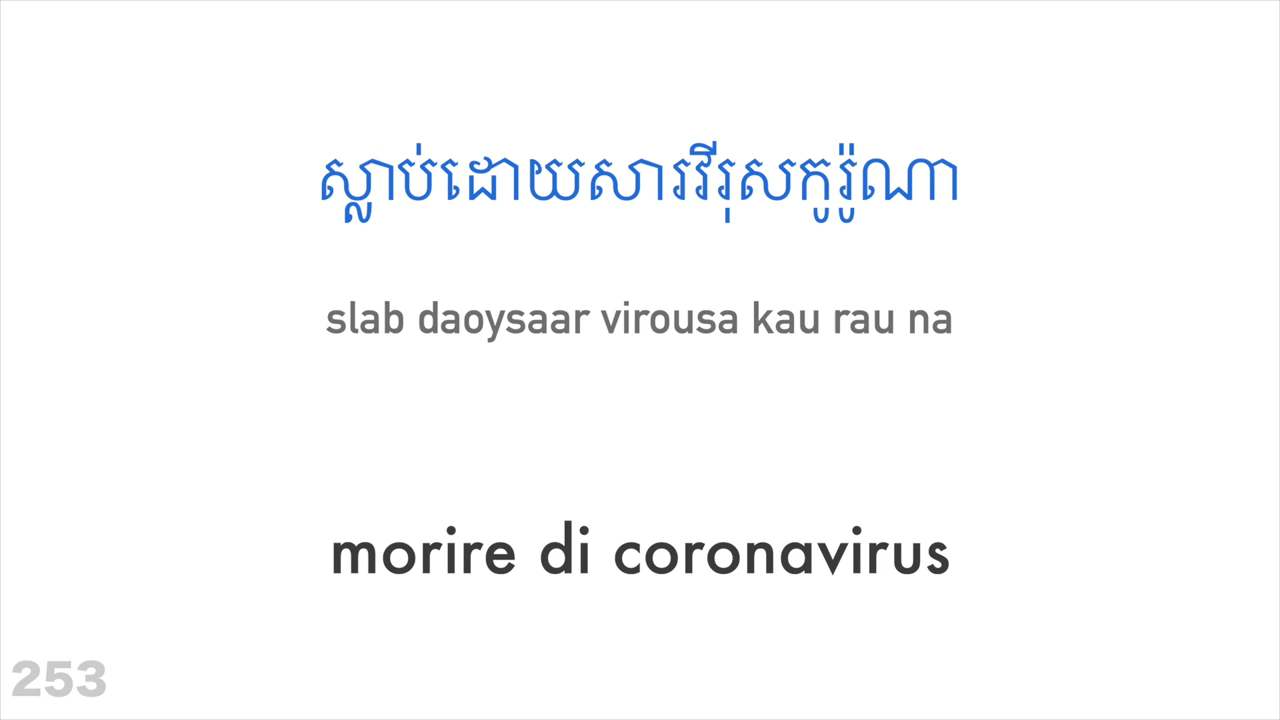 ស្លាប់ដោយសារវីរុសកូរ៉ូណា
slab daoysaar virousa kau rau na
morire di coronavirus
253